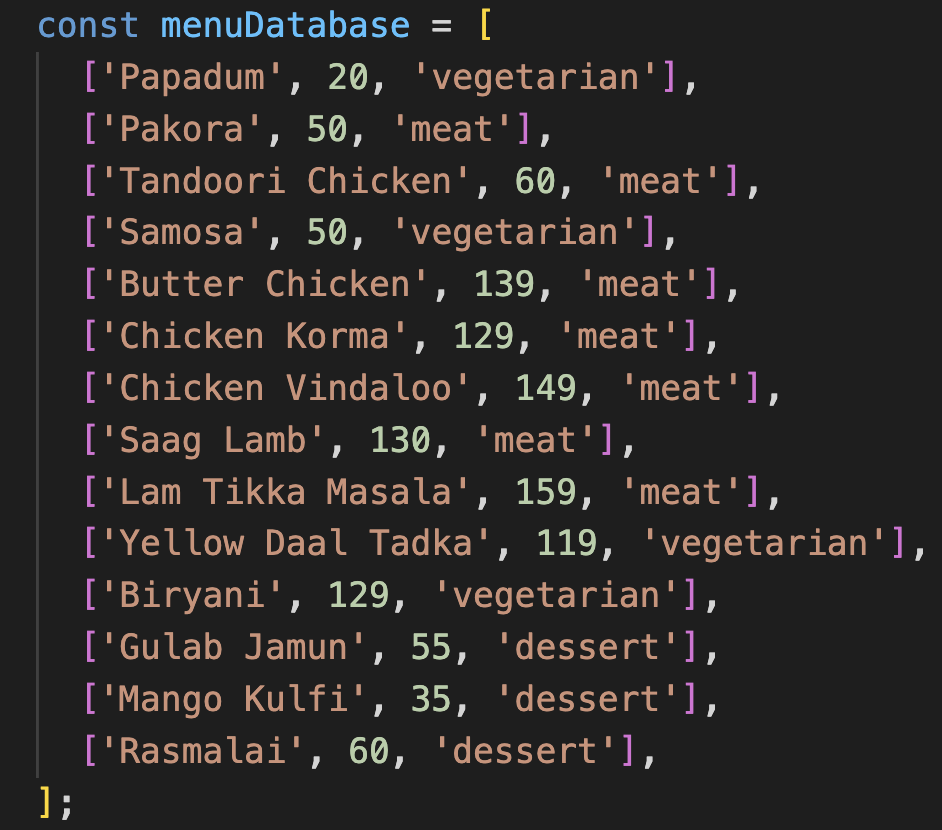 const menuDatabase = [
['Papadum', 20, 'vegetarian'],
['Pakora', 50, 'meat'],
['Tandoori Chicken', 60, 'meat'],
['Samosa', 50, 'vegetarian'],
['Butter Chicken', 139, 'meat'],
['Chicken Korma', 129, 'meat'],
['Chicken Vindaloo', 149, 'meat'],
['Saag Lamb', 130, 'meat'],
['Lam Tikka Masala', 159, 'meat'],
['Yellow Daal Tadka', 119, 'vegetarian'],
['Biryani', 129, 'vegetarian'],
['Gulab Jamun', 55, 'dessert'],
['Mango Kulfi', 35, 'dessert'],
['Rasmalai', 60, 'dessert'],
];